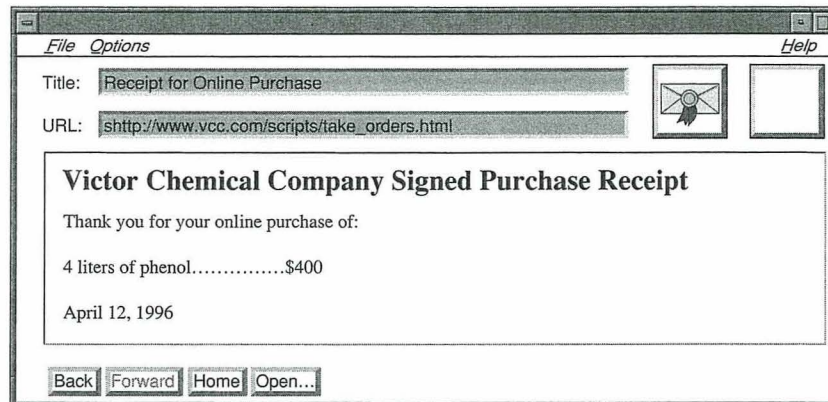 File Options Help
Title: Receipt for Online Purchase
URL: shttp://www.vcc.com/scripts/take_orders.html
Victor Chemical Company Signed Purchase Receipt
Thank you for your online purchase of:
4 liters of phenol...............$400
April 12, 1996
Back Forward Home Open...